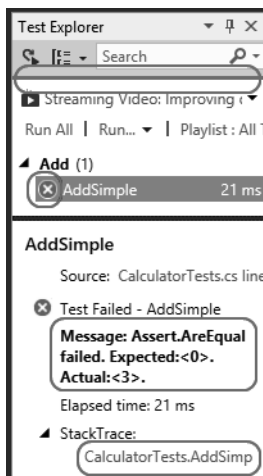 Test Explorer
Search
Streaming Video: Improving
Run All | Run... | Playlist : All
Add (1)
AddSimple 21 ms
AddSimple
Source: CalculatorTests.cs line
Test Failed - AddSimple
Message: Assert.AreEqual
failed. Expected:<0>.
Actual:<3>.
Elapsed time: 21 ms
StackTrace:
CalculatorTests.AddSimp